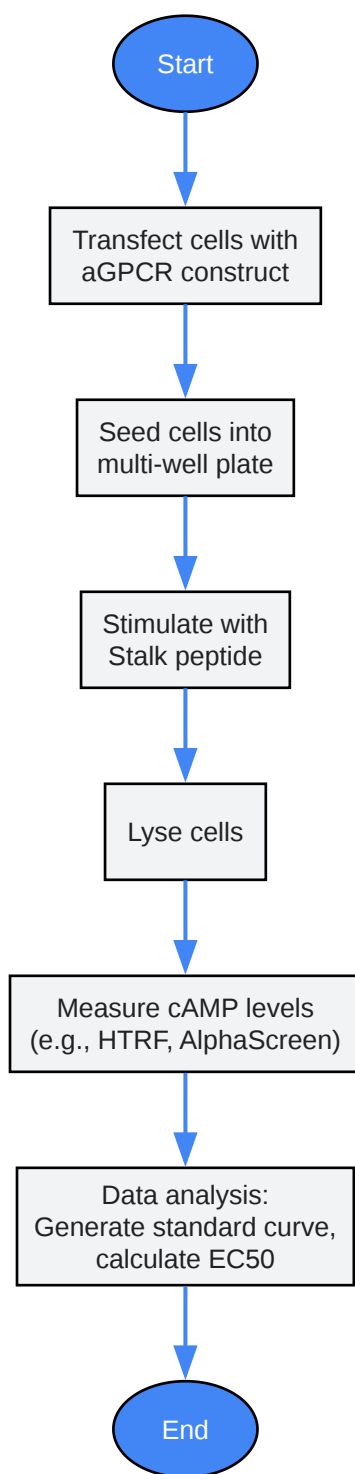 Start
Transfect cells with
aGPCR construct
Seed cells into
multi-well plate
Stimulate with
Stalk peptide
Lyse cells
Measure cAMP levels
(e.g., HTRF, AlphaScreen)
Data analysis:
Generate standard curve,
calculate EC50
End